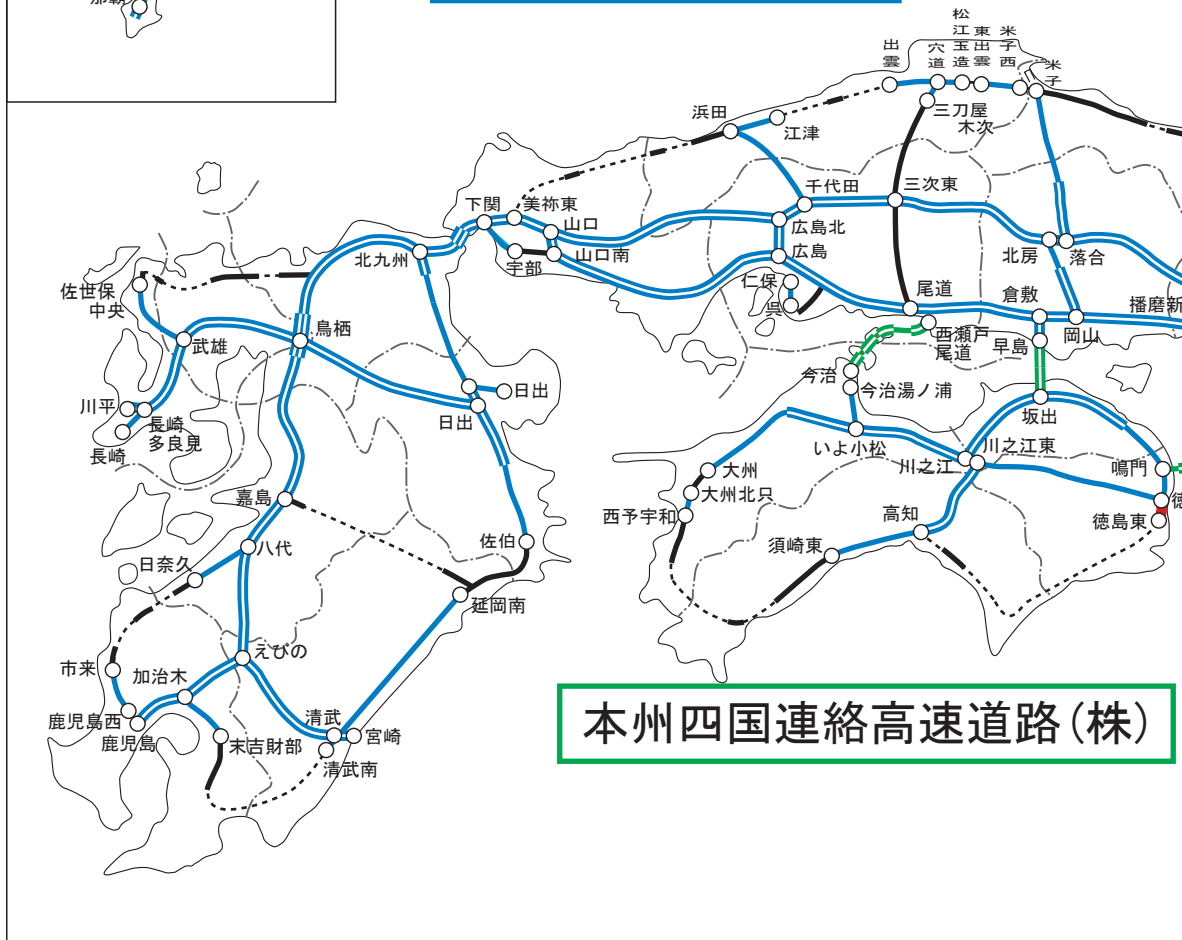 那覇
松江玉造
東出雲
米子西
米子
穴道
出雲
三刀屋
木次
浜田
江津
千代田
三次東
下関
美祢東
山口
広島北
北九州
宇部
山口南
広島
北房
落合
佐世保
中央
仁保
呉
尾道
倉敷
播磨新
鳥栖
西瀬戸
尾道
早島
岡山
武雄
今治
今治湯ノ浦
日出
川平
長崎
多良見
日出
坂出
長崎
いよ小松
川之江東
川之江
大州
鳴門
大州北只
嘉島
西予宇和
高知
徳
徳島東
八代
佐伯
須崎東
日奈久
延岡南
えびの
市来
加治木
清武
鹿児島西
鹿児島
末吉財部
宮崎
清武南
本州四国連絡高速道路(株)